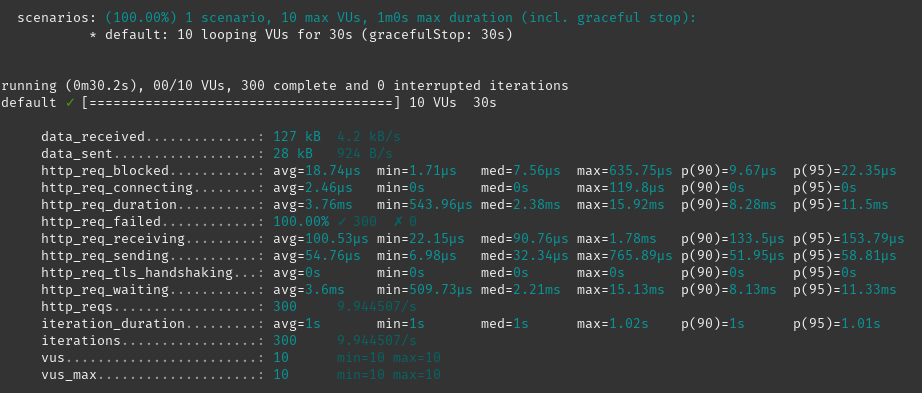 scenarios: (100.00%) 1 scenario, 10 max VUs, 1m0s max duration (incl. graceful stop):
* default: 10 looping VUs for 30s (gracefulStop: 30s)
running (0m30.2s), 00/10 VUs, 300 complete and 0 interrupted iterations
default ✓ [======================================] 10 VUs  30s
data_received..............: 127 kB  4.2 kB/s
data_sent..................: 28 kB   924 B/s
http_req_blocked...........: avg=18.74µs  min=1.71µs   med=7.56µs  max=635.75µs p(90)=9.67µs  p(95)=22.35µs
http_req_connecting........: avg=2.46µs   min=0s       med=0s      max=119.8µs  p(90)=0s      p(95)=0s
http_req_duration..........: avg=3.76ms   min=543.96µs med=2.38ms  max=15.92ms  p(90)=8.28ms  p(95)=11.5ms
http_req_failed............: 100.00% ✓ 300  ✗ 0
http_req_receiving.........: avg=100.53µs min=22.15µs  med=90.76µs max=1.78ms   p(90)=133.5µs p(95)=153.79µs
http_req_sending...........: avg=54.76µs  min=6.98µs   med=32.34µs max=765.89µs p(90)=51.95µs p(95)=58.81µs
http_req_tls_handshaking...: avg=0s       min=0s       med=0s      max=0s       p(90)=0s      p(95)=0s
http_req_waiting...........: avg=3.6ms    min=509.73µs med=2.21ms  max=15.13ms  p(90)=8.13ms  p(95)=11.33ms
http_reqs..................: 300     9.944507/s
iteration_duration.........: avg=1s       min=1s       med=1s      max=1.02s    p(90)=1s      p(95)=1.01s
iterations.................: 300     9.944507/s
vus........................: 10      min=10 max=10
vus_max....................: 10      min=10 max=10